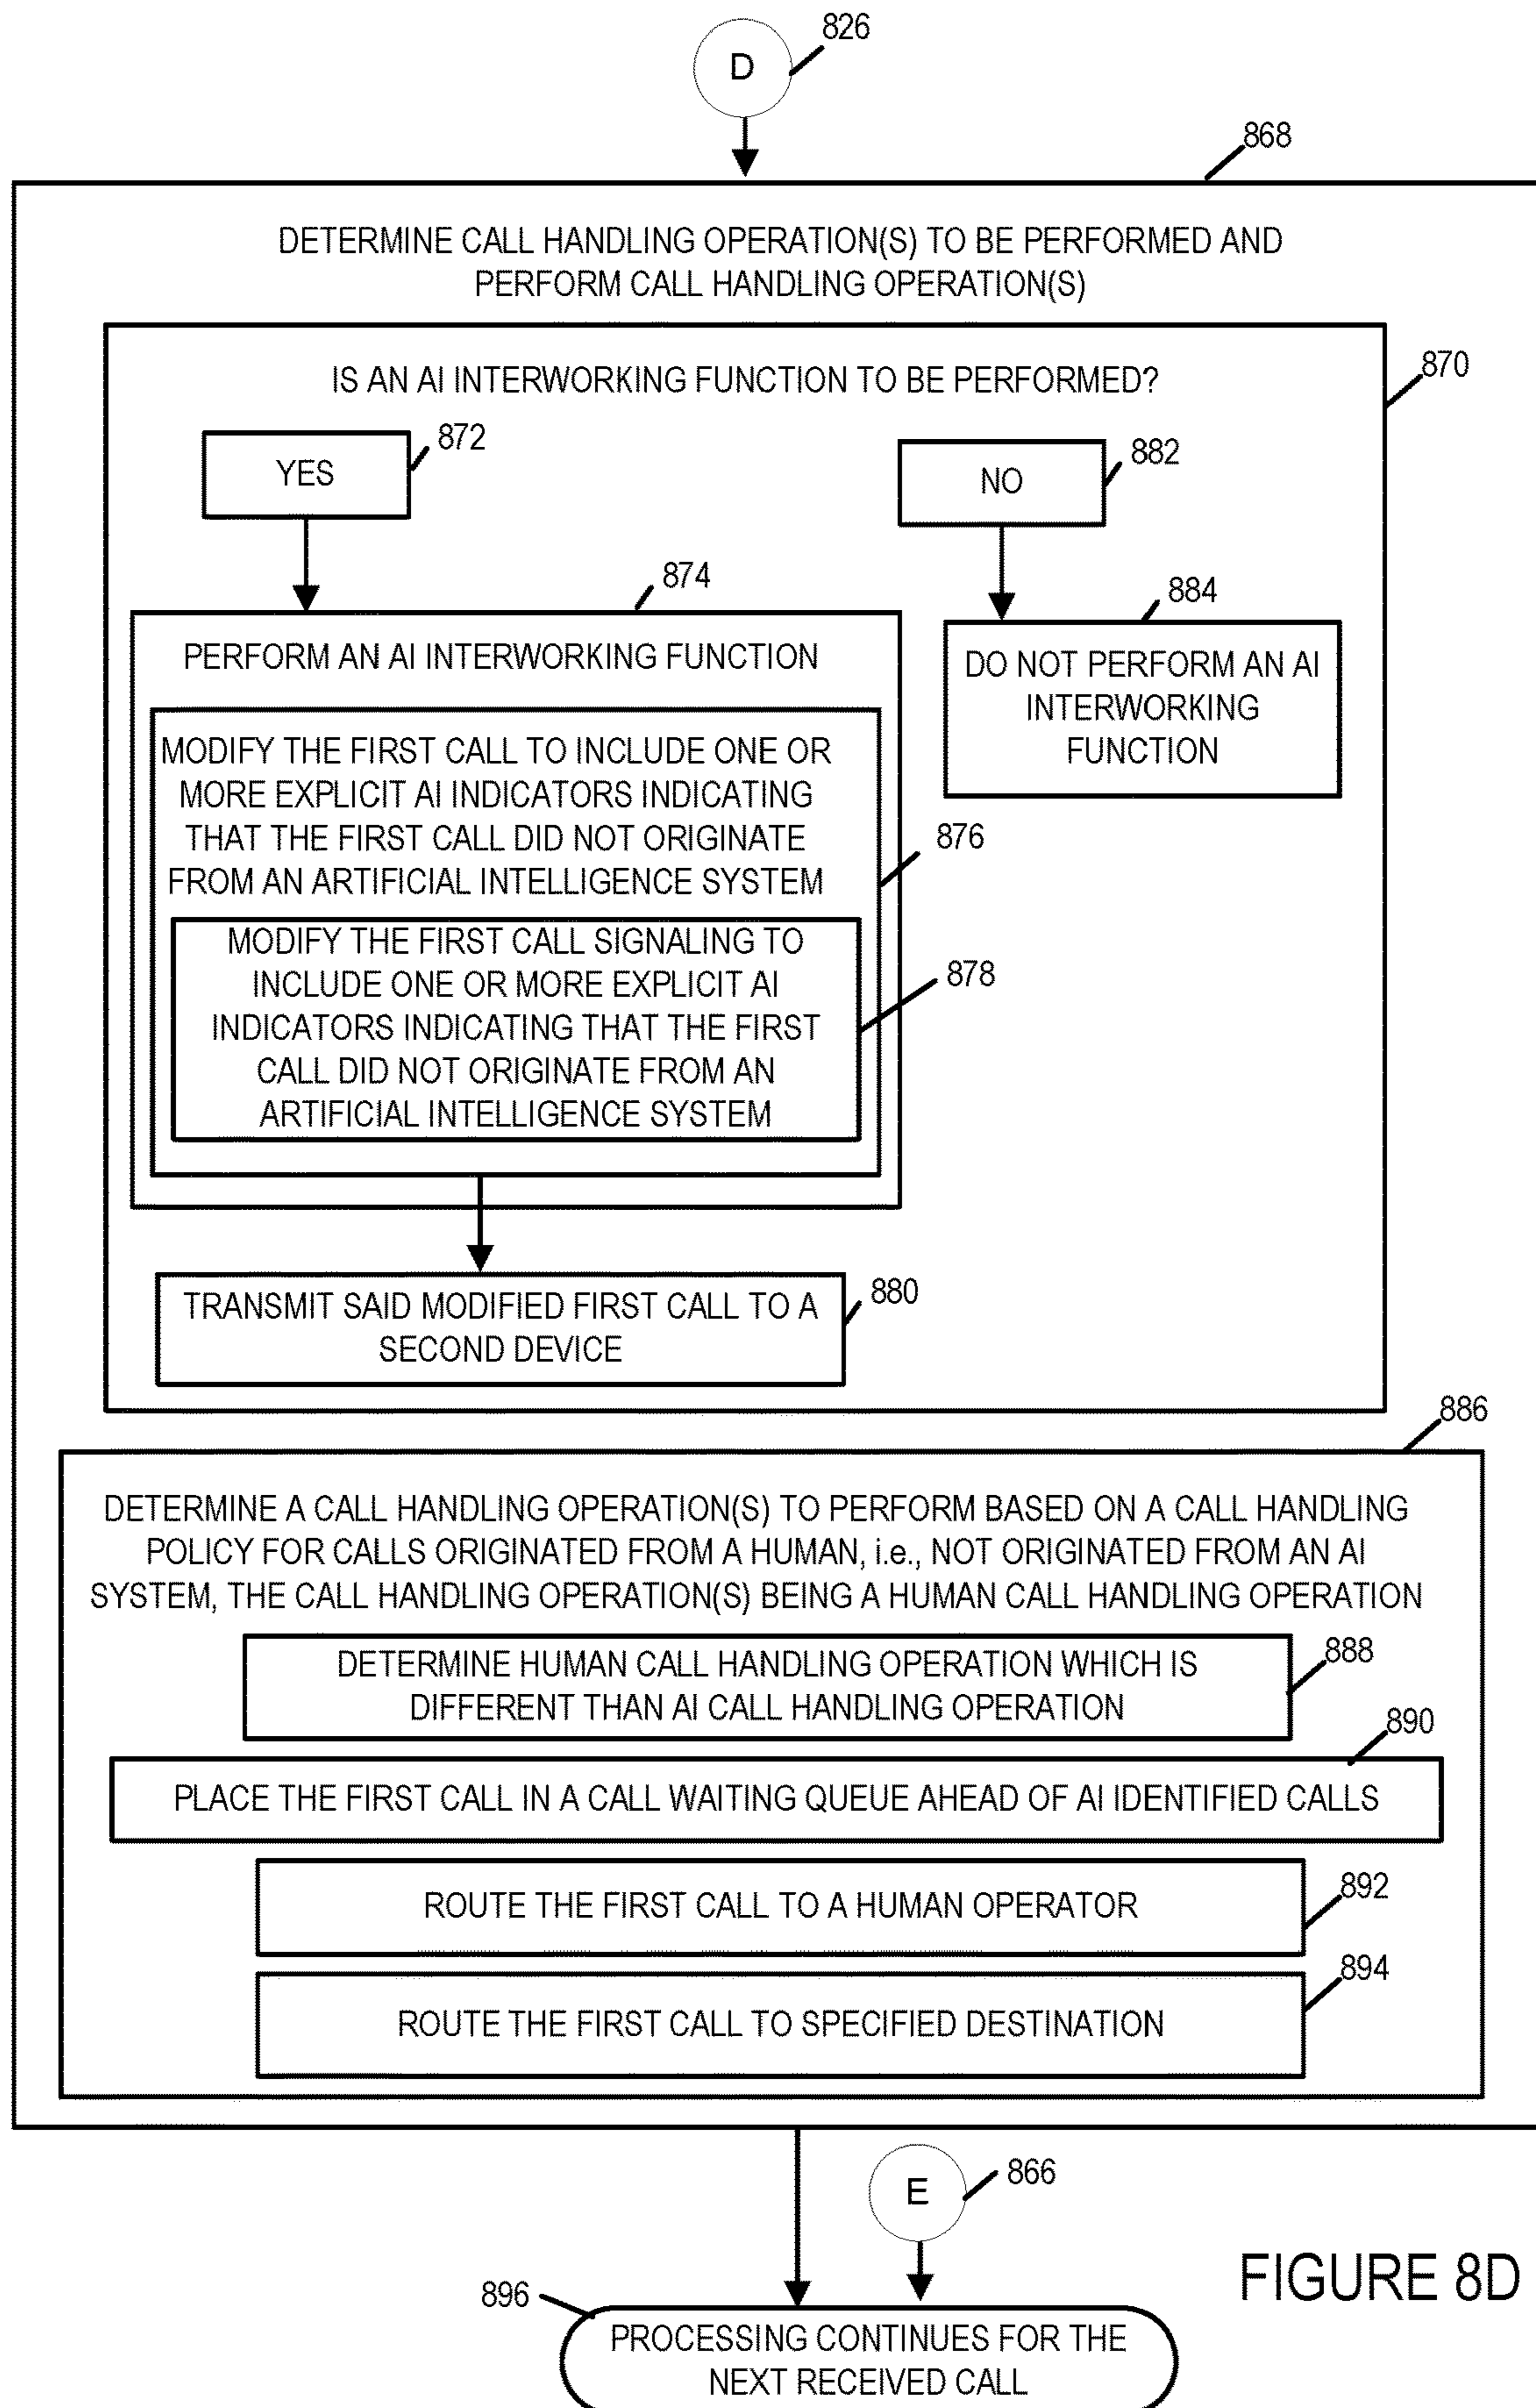 D
826
868
DETERMINE CALL HANDLING OPERATION(S) TO BE PERFORMED AND
PERFORM CALL HANDLING OPERATION(S)
IS AN AI INTERWORKING FUNCTION TO BE PERFORMED?
870
YES
872
NO
882
874
PERFORM AN AI INTERWORKING FUNCTION
884
DO NOT PERFORM AN AI
INTERWORKING
FUNCTION
MODIFY THE FIRST CALL TO INCLUDE ONE OR
MORE EXPLICIT AI INDICATORS INDICATING
THAT THE FIRST CALL DID NOT ORIGINATE
FROM AN ARTIFICIAL INTELLIGENCE SYSTEM
876
MODIFY THE FIRST CALL SIGNALING TO
INCLUDE ONE OR MORE EXPLICIT AI
INDICATORS INDICATING THAT THE FIRST
CALL DID NOT ORIGINATE FROM AN
ARTIFICIAL INTELLIGENCE SYSTEM
878
TRANSMIT SAID MODIFIED FIRST CALL TO A
SECOND DEVICE
880
886
DETERMINE A CALL HANDLING OPERATION(S) TO PERFORM BASED ON A CALL HANDLING
POLICY FOR CALLS ORIGINATED FROM A HUMAN, i.e., NOT ORIGINATED FROM AN AI
SYSTEM, THE CALL HANDLING OPERATION(S) BEING A HUMAN CALL HANDLING OPERATION
DETERMINE HUMAN CALL HANDLING OPERATION WHICH IS
DIFFERENT THAN AI CALL HANDLING OPERATION
888
890
PLACE THE FIRST CALL IN A CALL WAITING QUEUE AHEAD OF AI IDENTIFIED CALLS
ROUTE THE FIRST CALL TO A HUMAN OPERATOR
892
ROUTE THE FIRST CALL TO SPECIFIED DESTINATION
894
E
866
896
PROCESSING CONTINUES FOR THE
NEXT RECEIVED CALL
FIGURE 8D